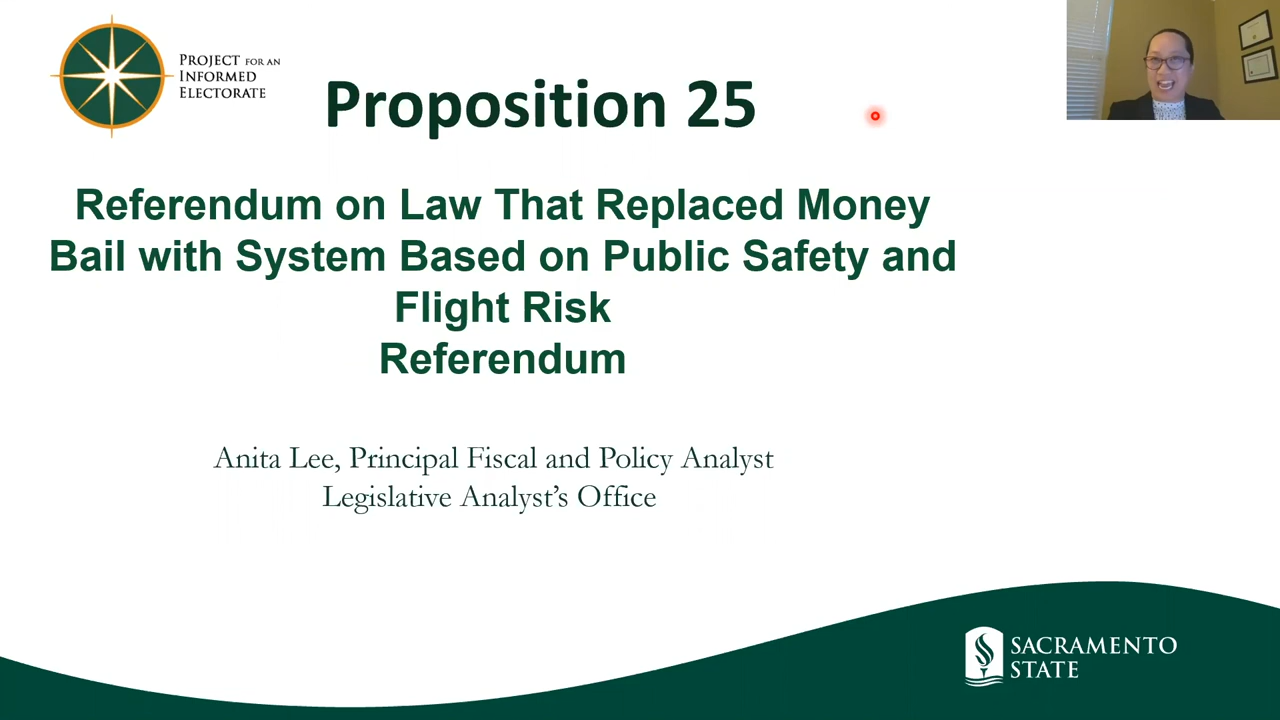 PROJECT FOR AN
INFORMED
ELECTORATE
Proposition 25
Referendum on Law That Replaced Money
Bail with System Based on Public Safety and
Flight Risk
Referendum
Anita Lee, Principal Fiscal and Policy Analyst
Legislative Analyst’s Office
SACRAMENTO
STATE